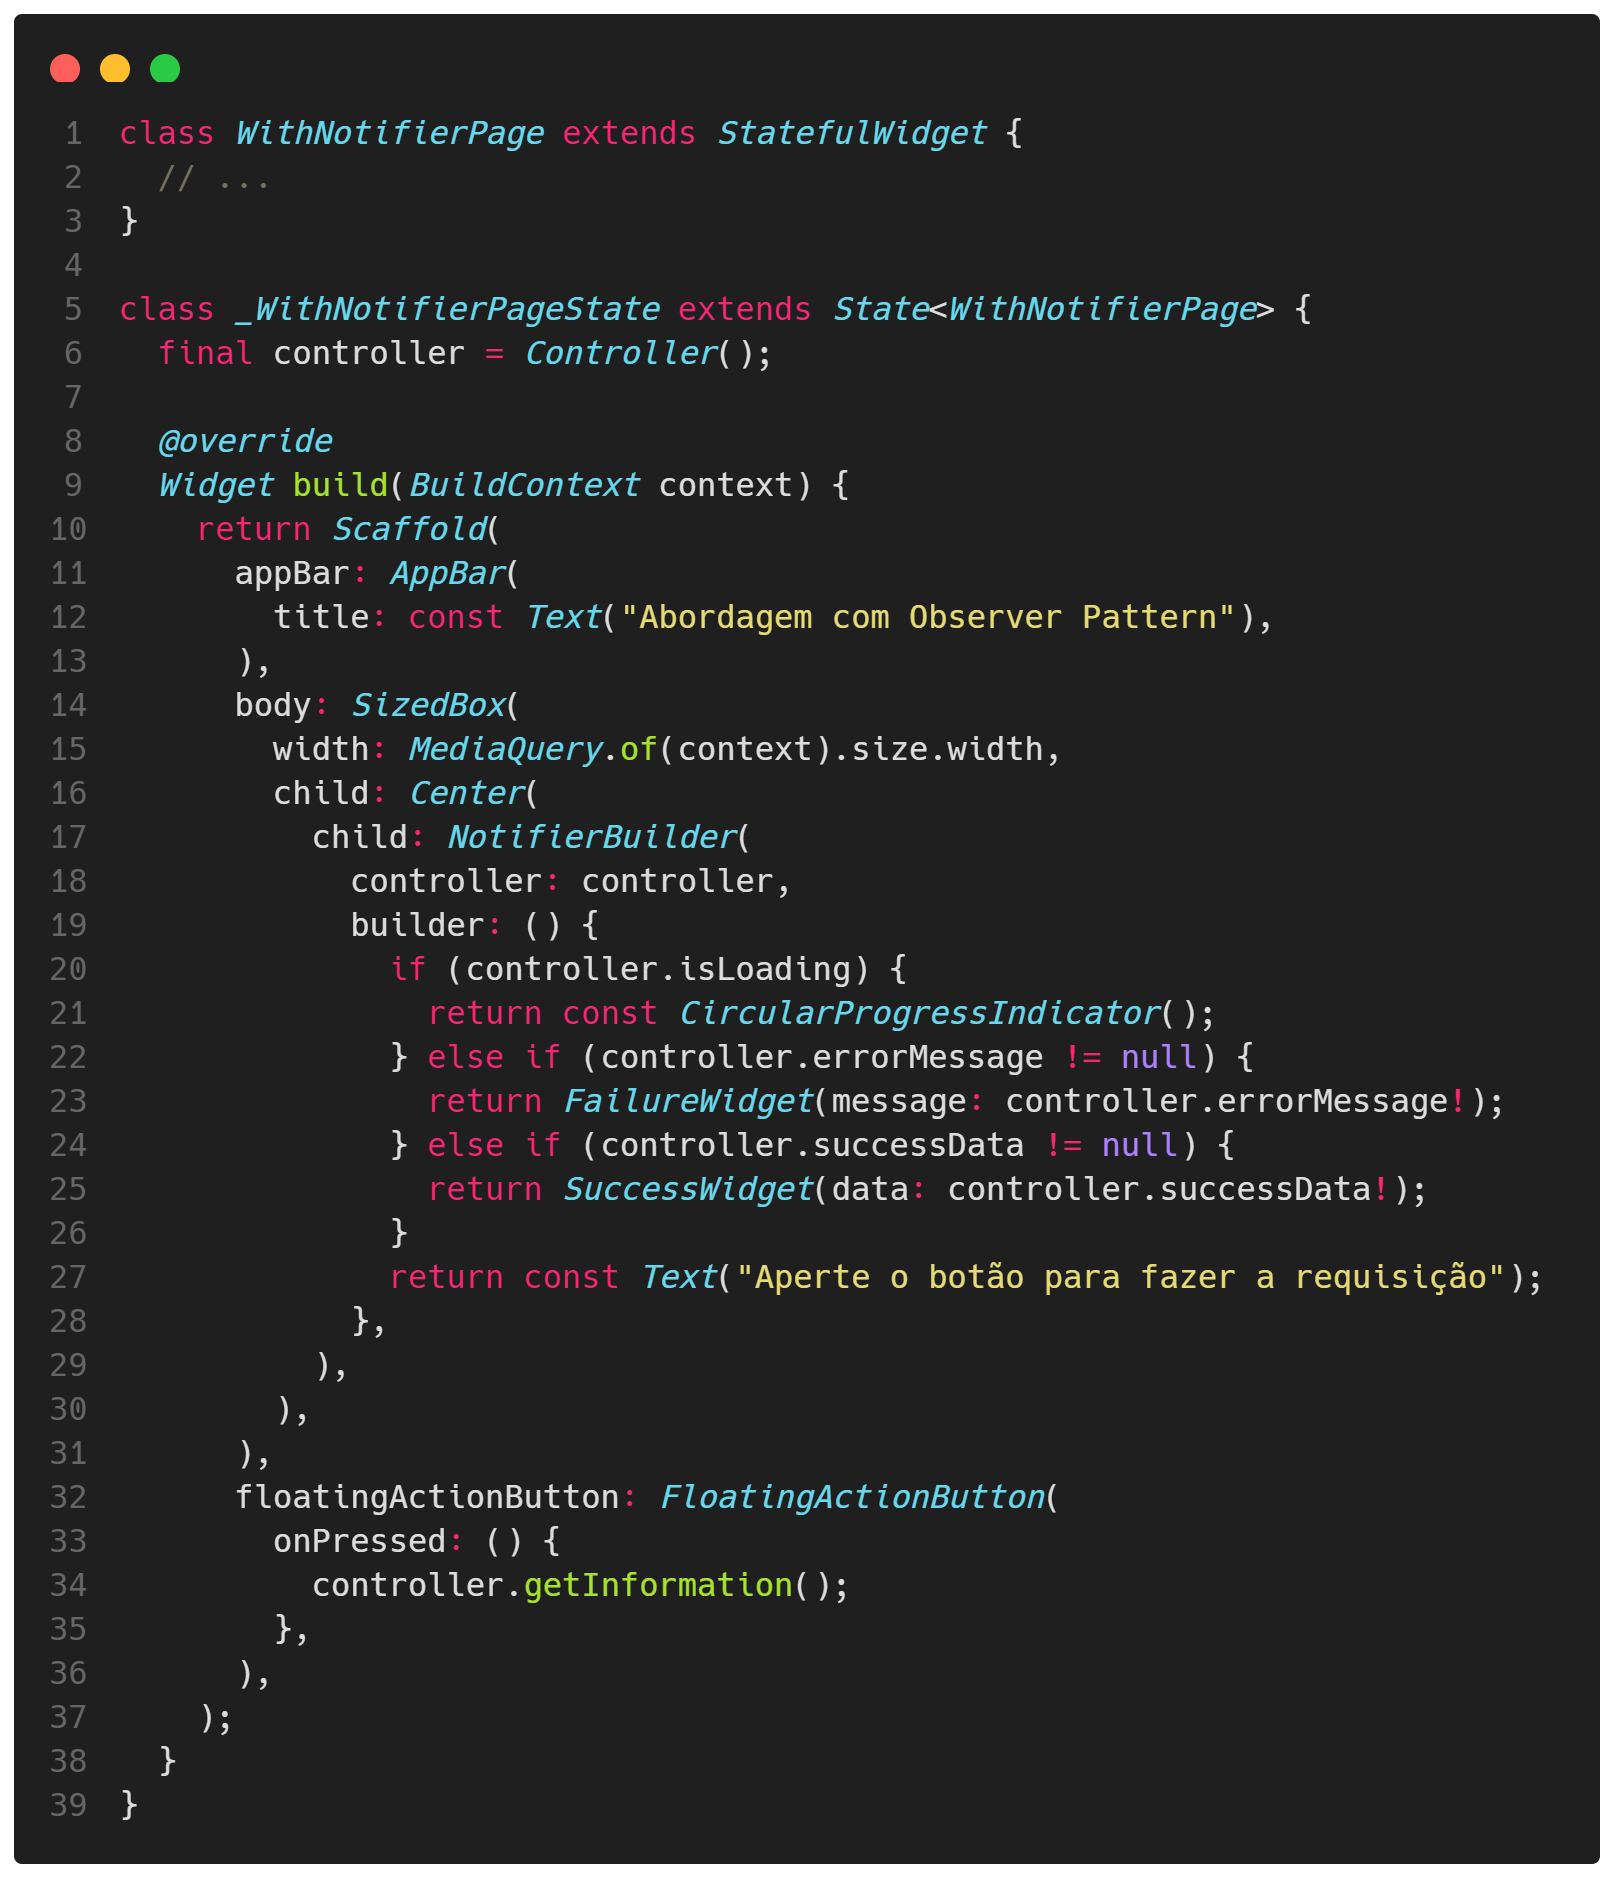 1 class WithNotifierPage extends StatefulWidget {
2   // ...
3 }
4
5 class _WithNotifierPageState extends State<WithNotifierPage> {
6   final controller = Controller();
7
8   @override
9   Widget build(BuildContext context) {
10     return Scaffold(
11       appBar: AppBar(
12         title: const Text("Abordagem com Observer Pattern"),
13       ),
14       body: SizedBox(
15         width: MediaQuery.of(context).size.width,
16         child: Center(
17           child: NotifierBuilder(
18             controller: controller,
19             builder: () {
20               if (controller.isLoading) {
21                 return const CircularProgressIndicator();
22               } else if (controller.errorMessage != null) {
23                 return FailureWidget(message: controller.errorMessage!);
24               } else if (controller.successData != null) {
25                 return SuccessWidget(data: controller.successData!);
26               }
27               return const Text("Aperte o botão para fazer a requisição");
28             },
29           ),
30         ),
31       ),
32       floatingActionButton: FloatingActionButton(
33         onPressed: () {
34           controller.getInformation();
35         },
36       ),
37     );
38   }
39 }